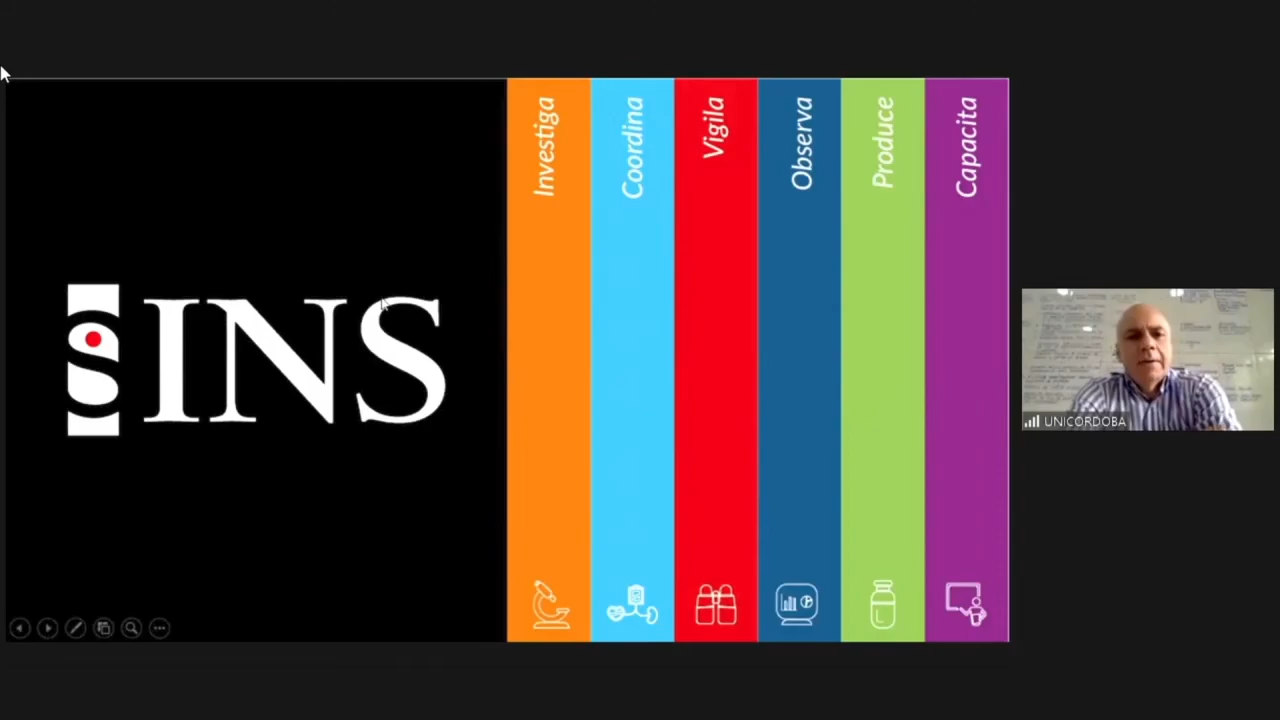 INS
Investiga
Coordina
Vigila
Observa
Produce
Capacita
UNICORDOBA